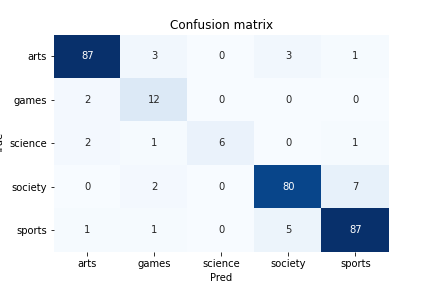 Confusion matrix
arts 87 3 0 3 1
games 2 12 0 0 0
science 2 1 6 0 1
society 0 2 0 80 7
sports 1 1 0 5 87
arts games science society sports
Pred